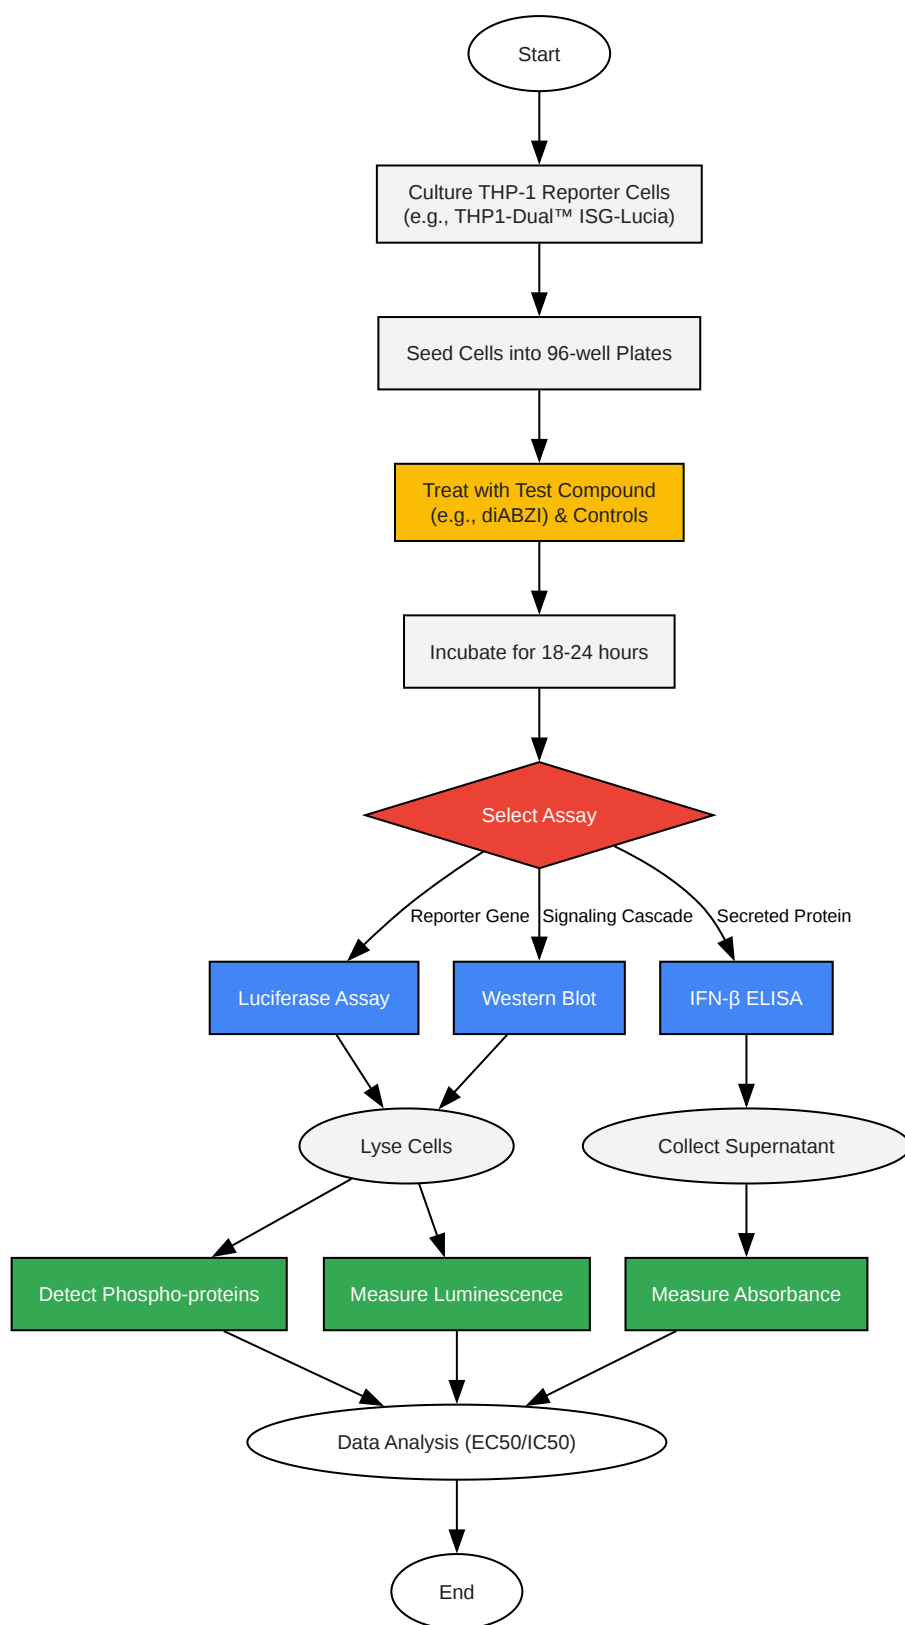 Start
Culture THP-1 Reporter Cells
(e.g., THP1-Dual™ ISG-Lucia)
Seed Cells into 96-well Plates
Treat with Test Compound
(e.g., diABZI) & Controls
Incubate for 18-24 hours
Select Assay
Reporter Gene
Signaling Cascade
Secreted Protein
Luciferase Assay
Western Blot
IFN-β ELISA
Lyse Cells
Collect Supernatant
Detect Phospho-proteins
Measure Luminescence
Measure Absorbance
Data Analysis (EC50/IC50)
End